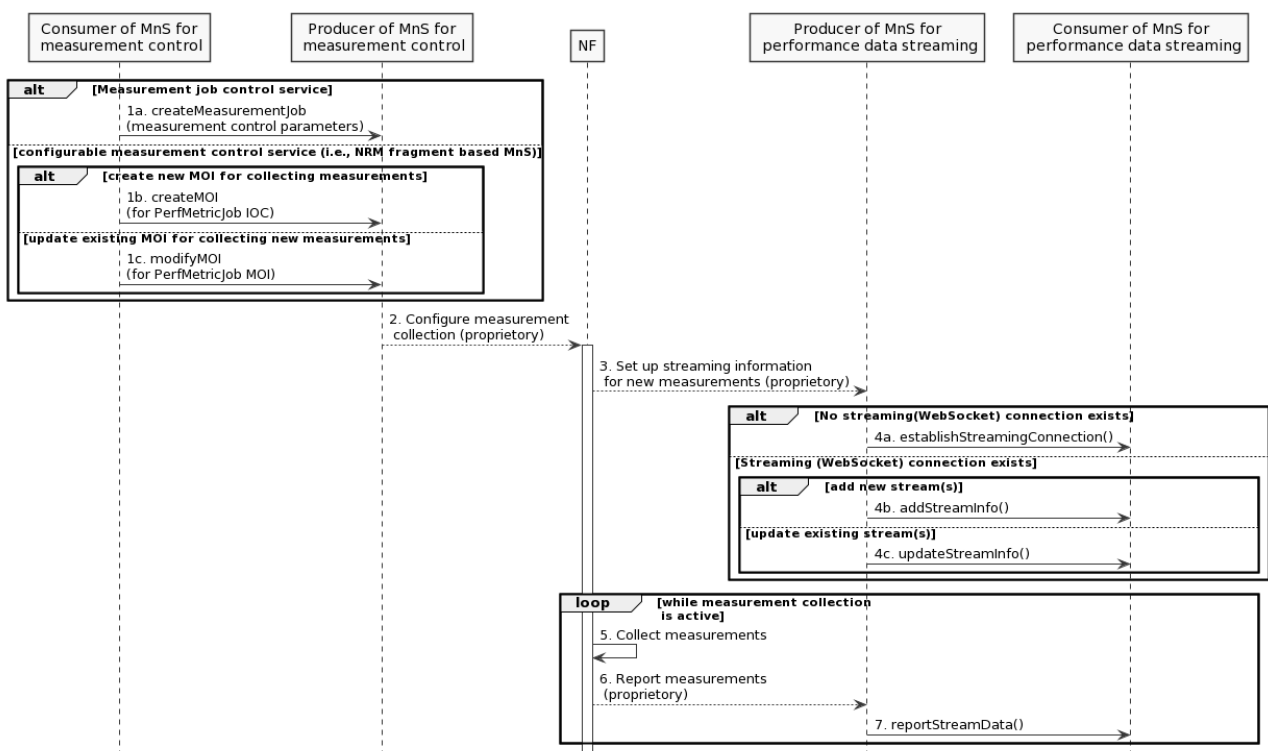 Consumer of MnS for
measurement control
Producer of MnS for
measurement control
NF
Producer of MnS for
performance data streaming
Consumer of MnS for
performance data streaming
alt [Measurement job control service]
1a. createMeasurementJob
(measurement control parameters)
[configurable measurement control service (i.e., NRM fragment based MnS)]
alt [create new MOI for collecting measurements]
1b. createMOI
(for PerfMetricJob IOC)
[update existing MOI for collecting new measurements]
1c. modifyMOI
(for PerfMetricJob MOI)
2. Configure measurement
collection (proprietory)
3. Set up streaming information
for new measurements (proprietory)
alt [No streaming(WebSocket) connection exists]
4a. establishStreamingConnection()
[Streaming (WebSocket) connection exists]
alt [add new stream(s)]
4b. addStreamInfo()
[update existing stream(s)]
4c. updateStreamInfo()
loop [while measurement collection
is active]
5. Collect measurements
6. Report measurements
(proprietory)
7. reportStreamData()